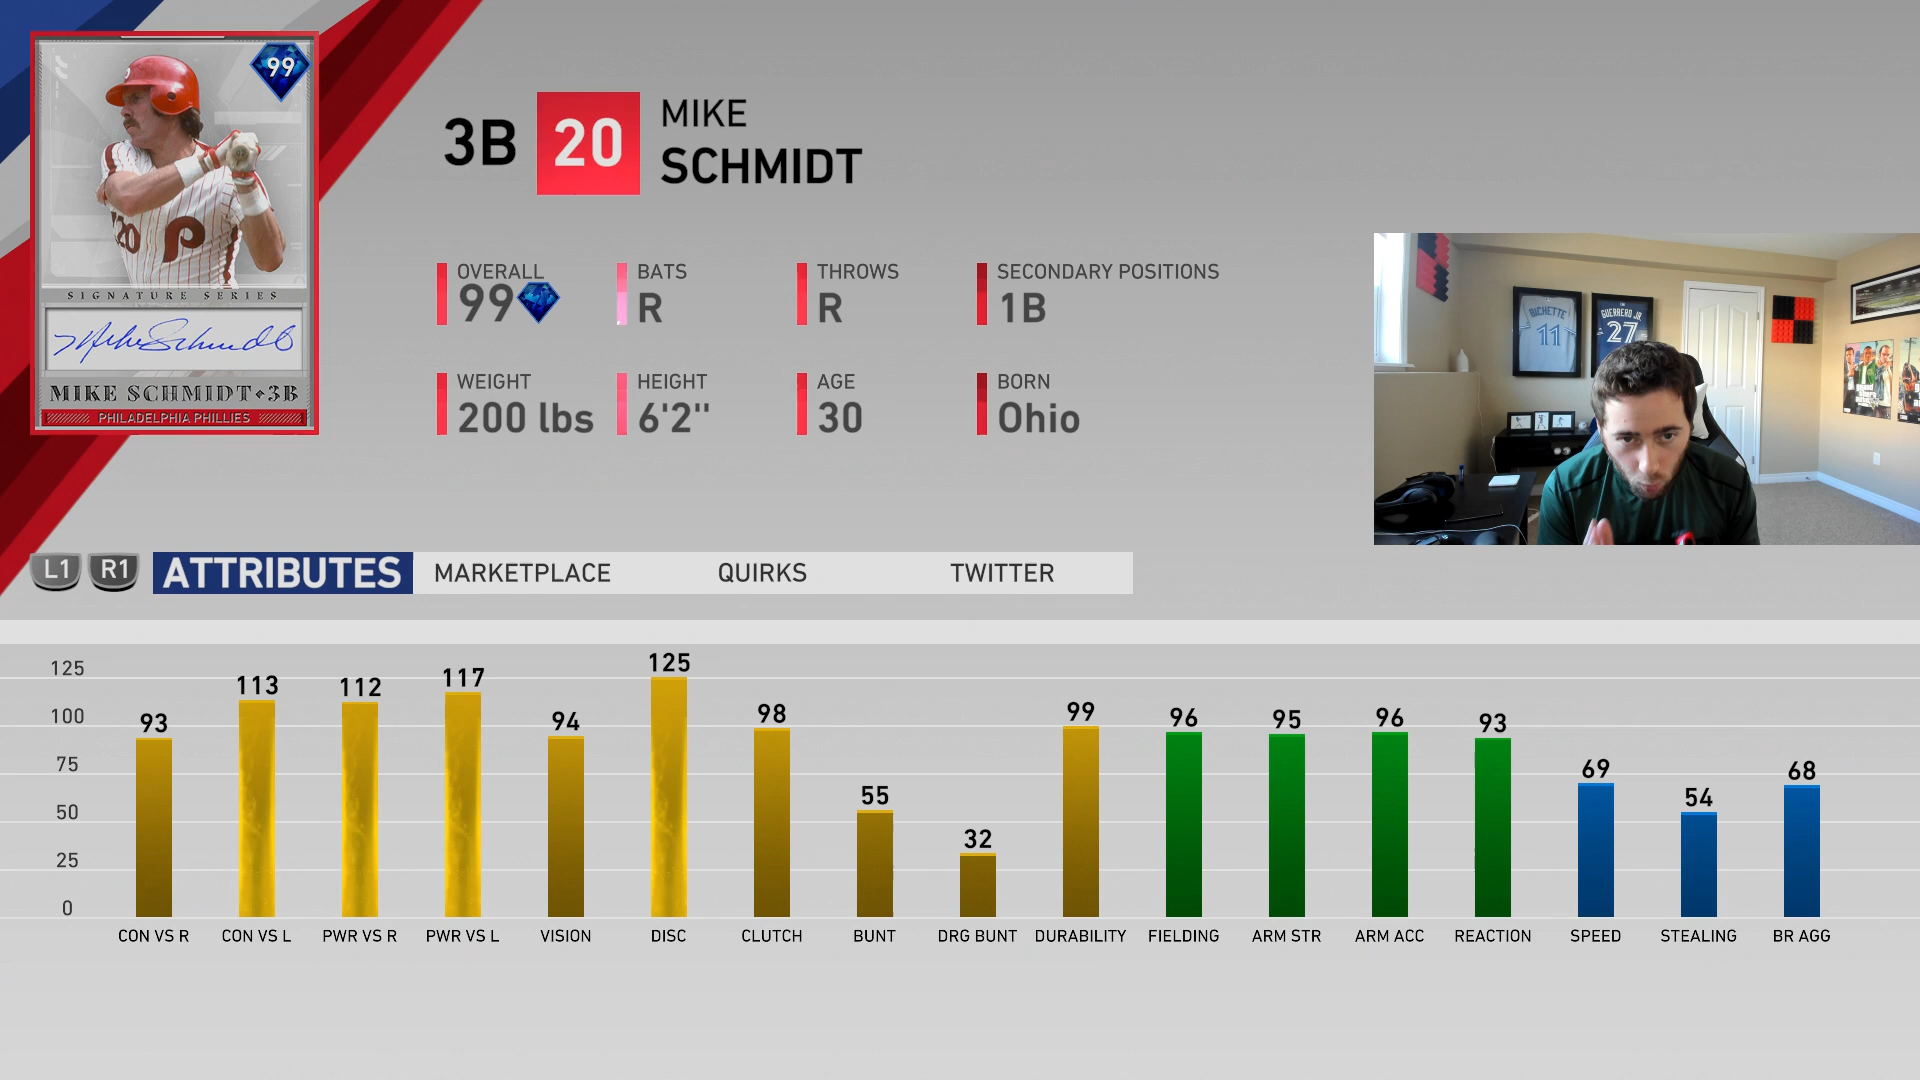 99
20
P
SIGNATURE SERIES
Mike Schmidt
MIKE SCHMIDT 3B
PHILADELPHIA PHILLIES
3B 20 MIKE
SCHMIDT
OVERALL BATS THROWS SECONDARY POSITIONS
99 R R 1B
WEIGHT HEIGHT AGE BORN
200 lbs 6'2" 30 Ohio
BICHETTE
11
GUERRERO JR.
27
L1 R1 ATTRIBUTES MARKETPLACE QUIRKS TWITTER
125
100
75
50
25
0
93 113 112 117 94 125 98 55 32 99 96 95 96 93 69 54 68
CON VS R CON VS L PWR VS R PWR VS L VISION DISC CLUTCH BUNT DRG BUNT DURABILITY FIELDING ARM STR ARM ACC REACTION SPEED STEALING BR AGG